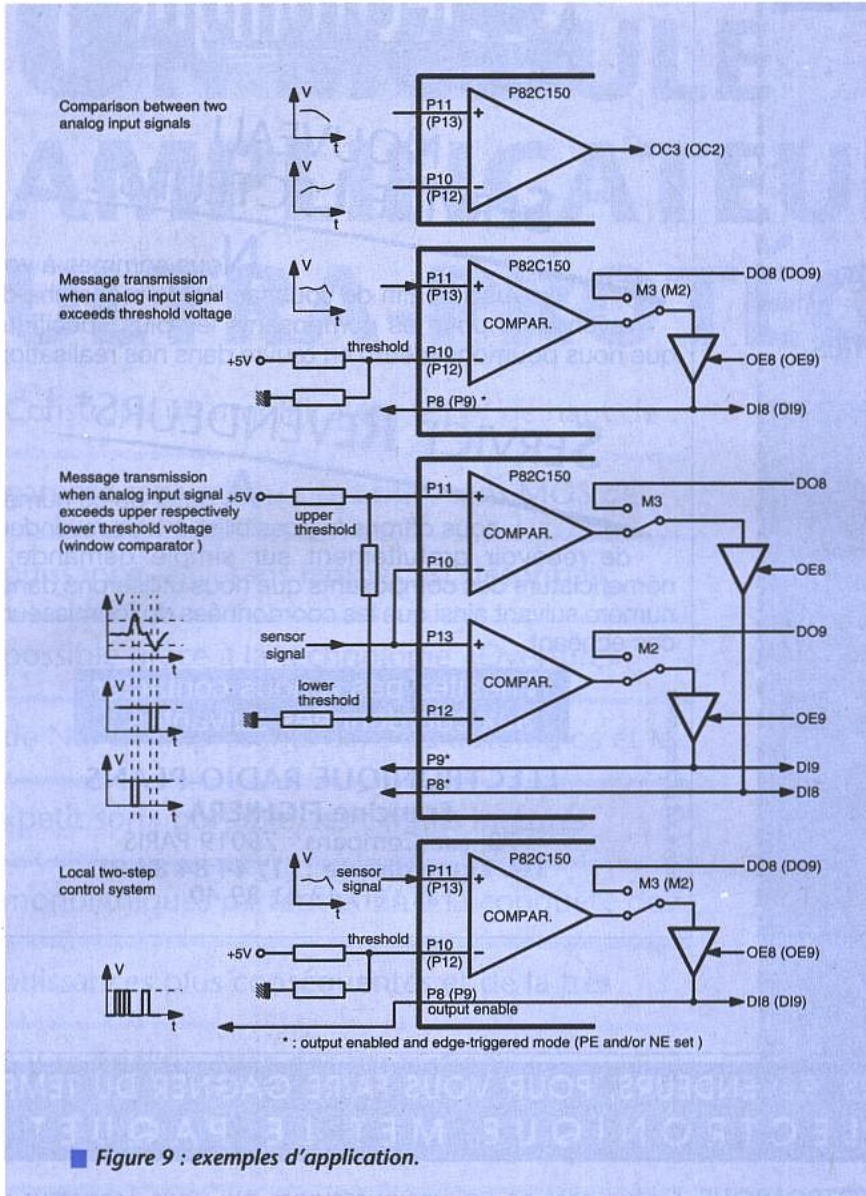 Comparison between two
analog input signals
V
t
V
t
P11
(P13)
+
P10
(P12)
−
P82C150
OC3 (OC2)
Message transmission
when analog input signal
exceeds threshold voltage
V
t
P11
(P13)
+
P82C150
COMPAR.
M3 (M2)
DO8 (DO9)
threshold
+5V
P10
(P12)
−
OE8 (OE9)
P8 (P9) *
DI8 (DI9)
Message transmission
when analog input signal
exceeds upper respectively
lower threshold voltage
(window comparator )
+5V
upper
threshold
P11
+
P82C150
COMPAR.
M3
DO8
P10
−
OE8
V
t
sensor
signal
P13
+
COMPAR.
M2
DO9
V
t
lower
threshold
P12
−
OE9
V
t
P9*
DI9
P8*
DI8
Local two-step
control system
V
t
sensor
signal
P11
(P13)
+
P82C150
COMPAR.
M3 (M2)
DO8 (DO9)
threshold
+5V
P10
(P12)
−
OE8 (OE9)
V
t
P8 (P9)
output enable
DI8 (DI9)
* : output enabled and edge-triggered mode (PE and/or NE set )
Figure 9 : exemples d'application.